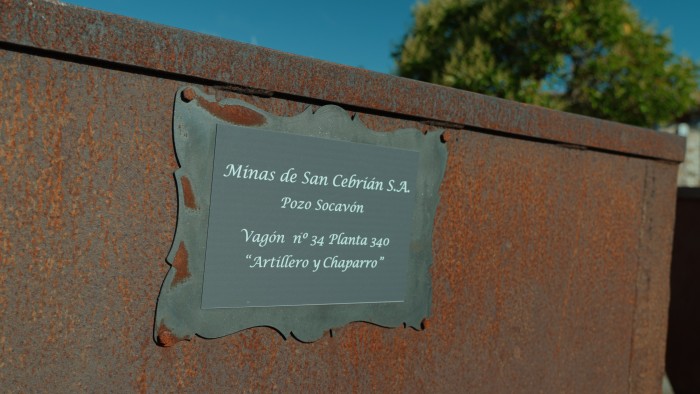 Minas de San Cebrián S.A.
Pozo Socavón
Vagón nº 34 Planta 340
“Artillero y Chaparro”